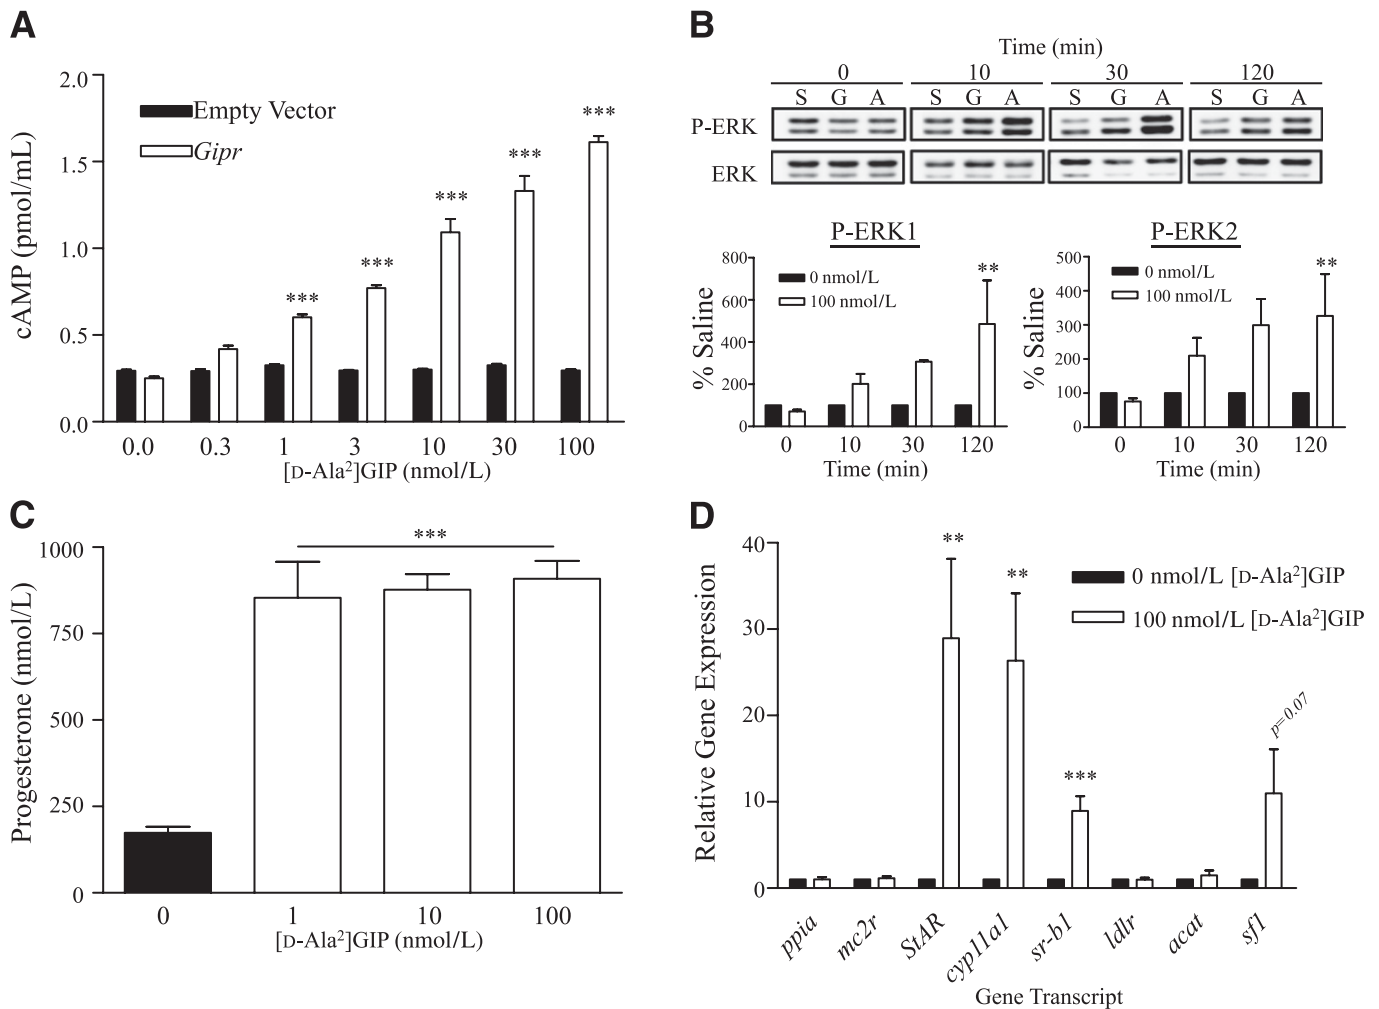 A
cAMP (pmol/mL)
2.0
1.5
1.0
0.5
0.0
Empty Vector
Gipr
***
***
***
***
***
0.0 0.3 1 3 10 30 100
[D-Ala²]GIP (nmol/L)
B
Time (min)
0 10 30 120
S G A S G A S G A S G A
P-ERK
ERK
P-ERK1
% Saline
800
600
400
200
0
0 nmol/L
100 nmol/L
**
0 10 30 120
Time (min)
P-ERK2
% Saline
500
400
300
200
100
0
0 nmol/L
100 nmol/L
**
0 10 30 120
Time (min)
C
Progesterone (nmol/L)
1000
750
500
250
0
***
0 1 10 100
[D-Ala²]GIP (nmol/L)
D
Relative Gene Expression
40
30
20
10
0
0 nmol/L [D-Ala²]GIP
100 nmol/L [D-Ala²]GIP
**
**
***
p=0.07
ppia mc2r StAR cyp11a1 sr-b1 ldlr acat sf1
Gene Transcript